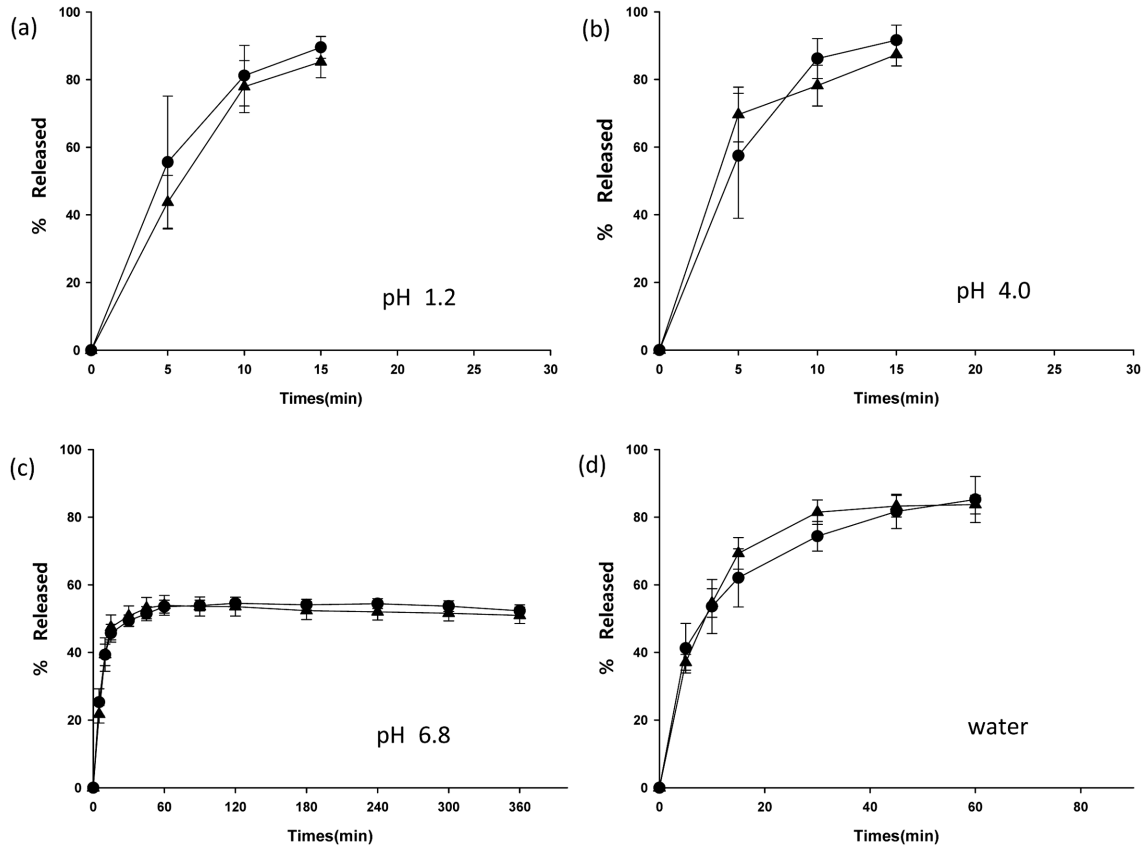 (a)
100
80
60
40
20
0
% Released
pH 1.2
0 5 10 15 20 25 30
Times(min)
(b)
100
80
60
40
20
0
% Released
pH 4.0
0 5 10 15 20 25 30
Times(min)
(c)
100
80
60
40
20
0
% Released
pH 6.8
0 60 120 180 240 300 360
Times(min)
(d)
100
80
60
40
20
0
% Released
water
0 20 40 60 80
Times(min)